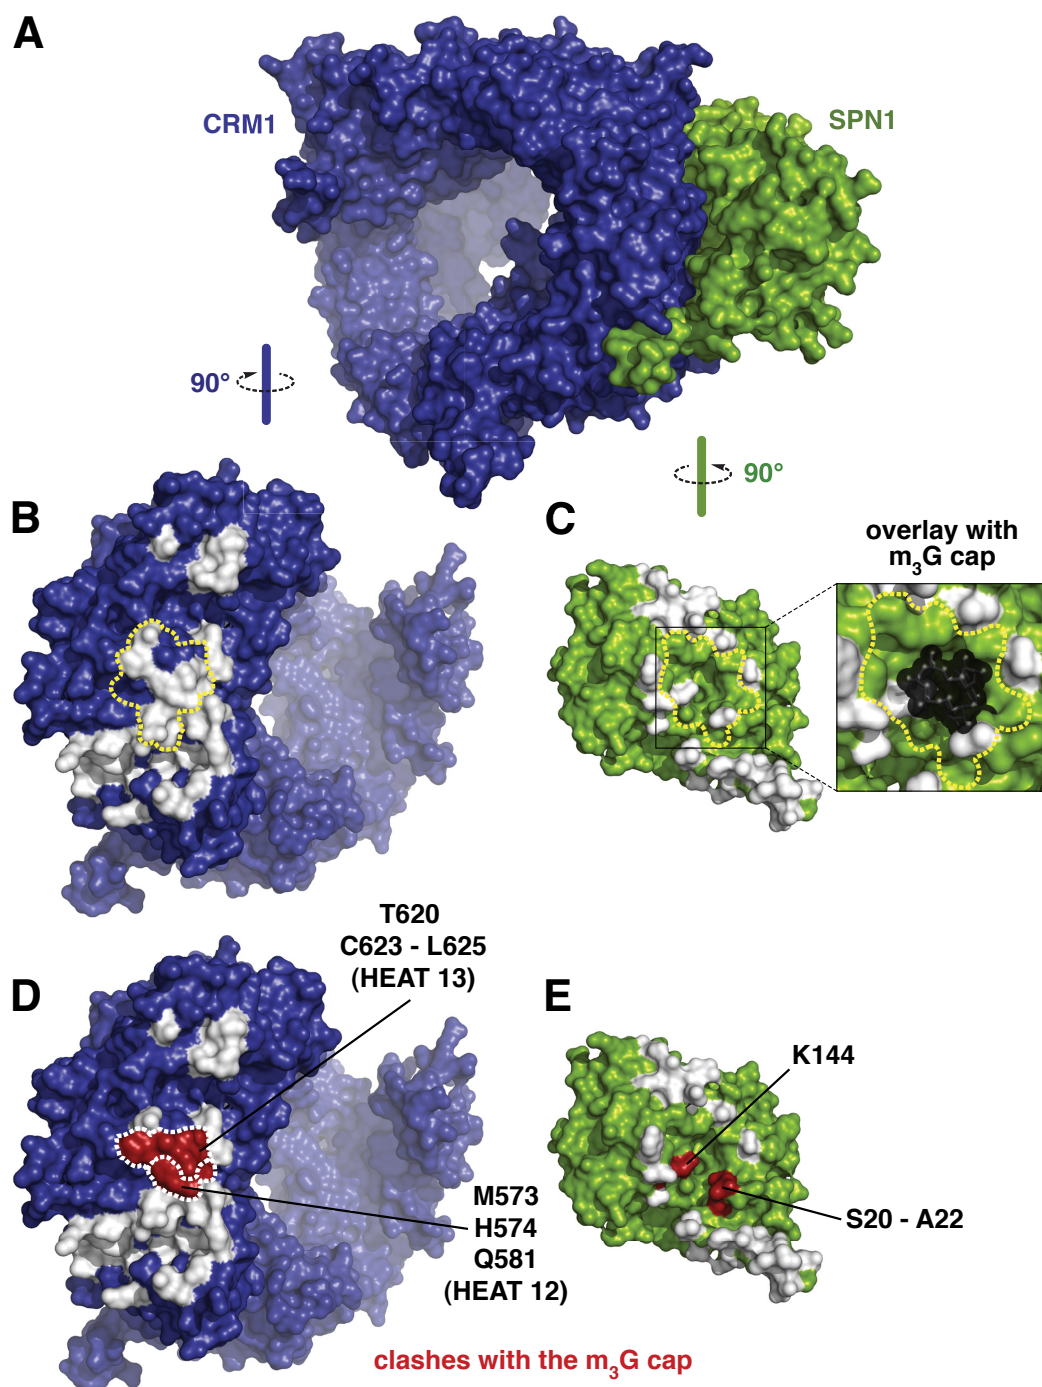 A
CRM1
SPN1
90°
90°
B
C
overlay with
m3G cap
T620
C623 - L625
(HEAT 13)
D
E
K144
M573
H574
Q581
(HEAT 12)
S20 - A22
clashes with the m3G cap